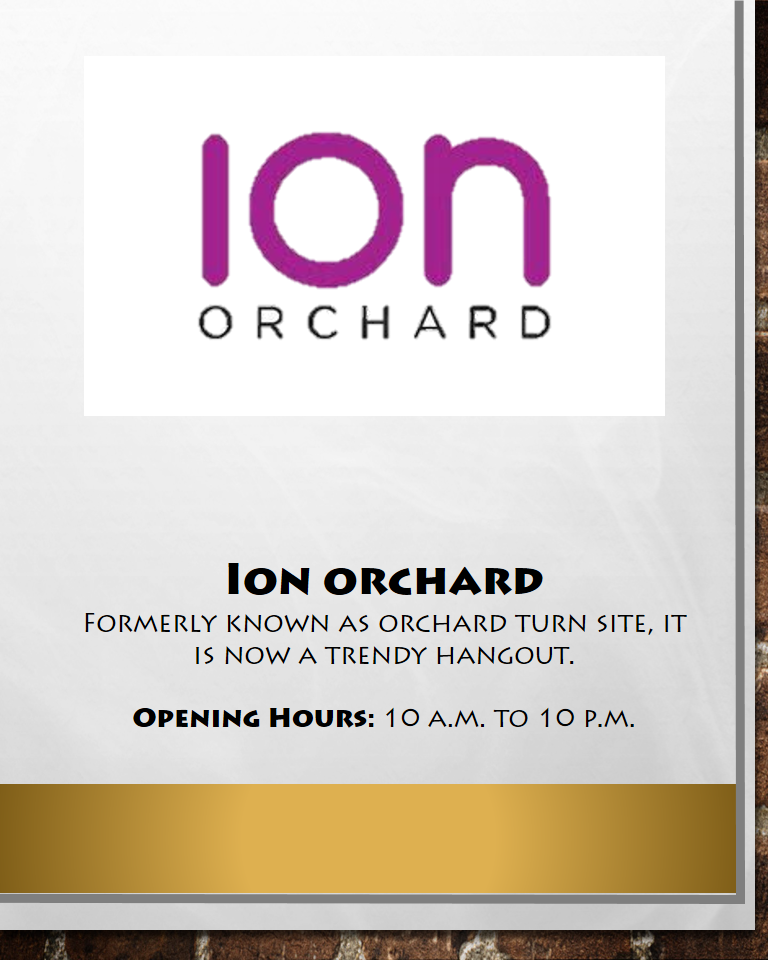 ion
ORCHARD
ION ORCHARD
FORMERLY KNOWN AS ORCHARD TURN SITE, IT
IS NOW A TRENDY HANGOUT.
OPENING HOURS: 10 A.M. TO 10 P.M.